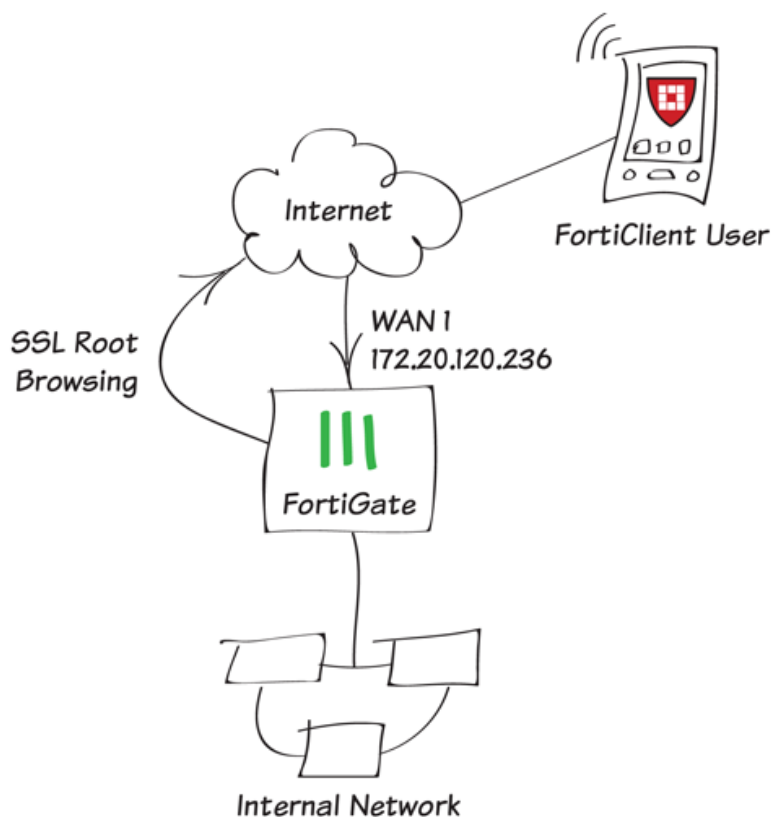 Internet
FortiClient User
SSL Root
Browsing
WAN 1
172.20.120.236
FortiGate
Internal Network